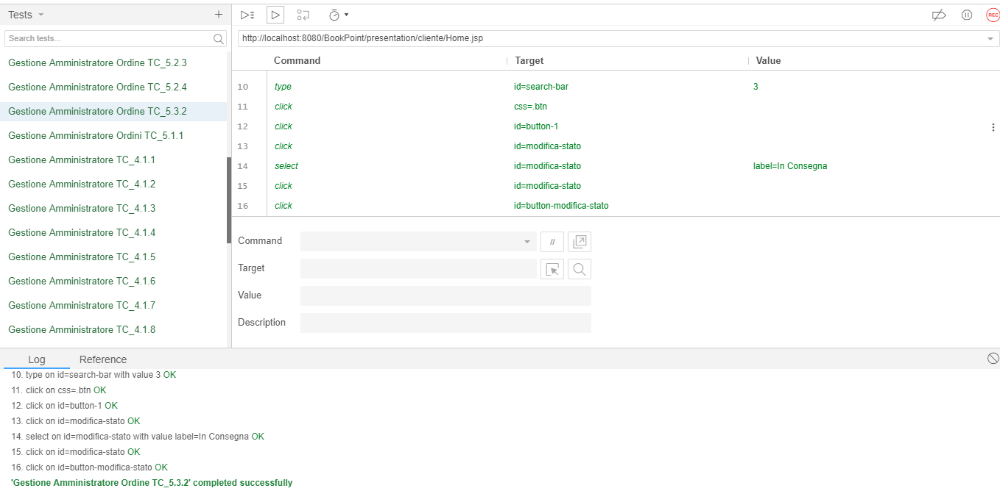 Tests
Search tests...
Gestione Amministratore Ordine TC_5.2.3
Gestione Amministratore Ordine TC_5.2.4
Gestione Amministratore Ordine TC_5.3.2
Gestione Amministratore Ordini TC_5.1.1
Gestione Amministratore TC_4.1.1
Gestione Amministratore TC_4.1.2
Gestione Amministratore TC_4.1.3
Gestione Amministratore TC_4.1.4
Gestione Amministratore TC_4.1.5
Gestione Amministratore TC_4.1.6
Gestione Amministratore TC_4.1.7
Gestione Amministratore TC_4.1.8
REC
http://localhost:8080/BookPoint/presentation/cliente/Home.jsp
Command Target Value
10 type id=search-bar 3
11 click css=.btn
12 click id=button-1
13 click id=modifica-stato
14 select id=modifica-stato label=In Consegna
15 click id=modifica-stato
16 click id=button-modifica-stato
Command //
Target
Value
Description
Log Reference
10. type on id=search-bar with value 3 OK
11. click on css=.btn OK
12. click on id=button-1 OK
13. click on id=modifica-stato OK
14. select on id=modifica-stato with value label=In Consegna OK
15. click on id=modifica-stato OK
16. click on id=button-modifica-stato OK
'Gestione Amministratore Ordine TC_5.3.2' completed successfully